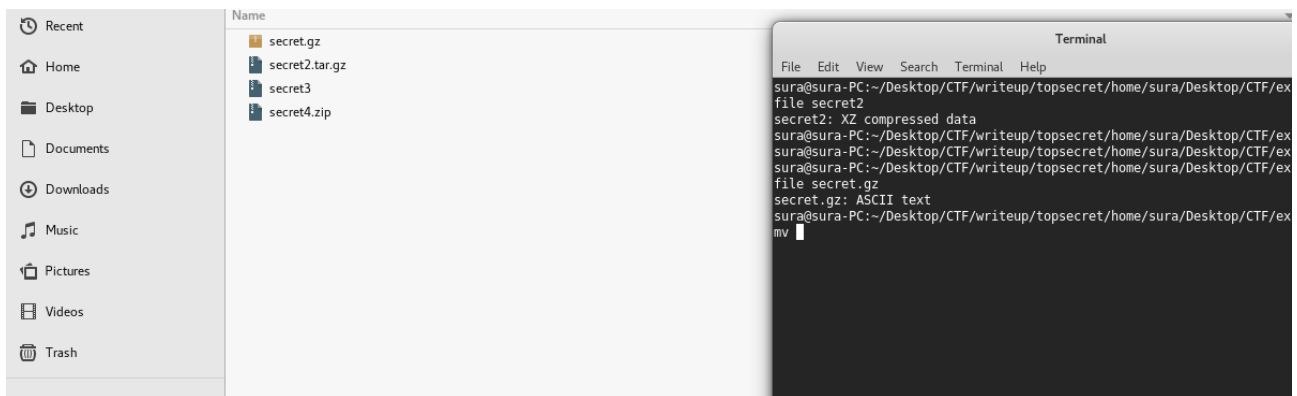 Recent
Home
Desktop
Documents
Downloads
Music
Pictures
Videos
Trash
Name
secret.gz
secret2.tar.gz
secret3
secret4.zip
Terminal
File Edit View Search Terminal Help
sura@sura-PC:~/Desktop/CTF/writeup/topsecret/home/sura/Desktop/CTF/ex
file secret2
secret2: XZ compressed data
sura@sura-PC:~/Desktop/CTF/writeup/topsecret/home/sura/Desktop/CTF/ex
sura@sura-PC:~/Desktop/CTF/writeup/topsecret/home/sura/Desktop/CTF/ex
sura@sura-PC:~/Desktop/CTF/writeup/topsecret/home/sura/Desktop/CTF/ex
file secret.gz
secret.gz: ASCII text
sura@sura-PC:~/Desktop/CTF/writeup/topsecret/home/sura/Desktop/CTF/ex
mv